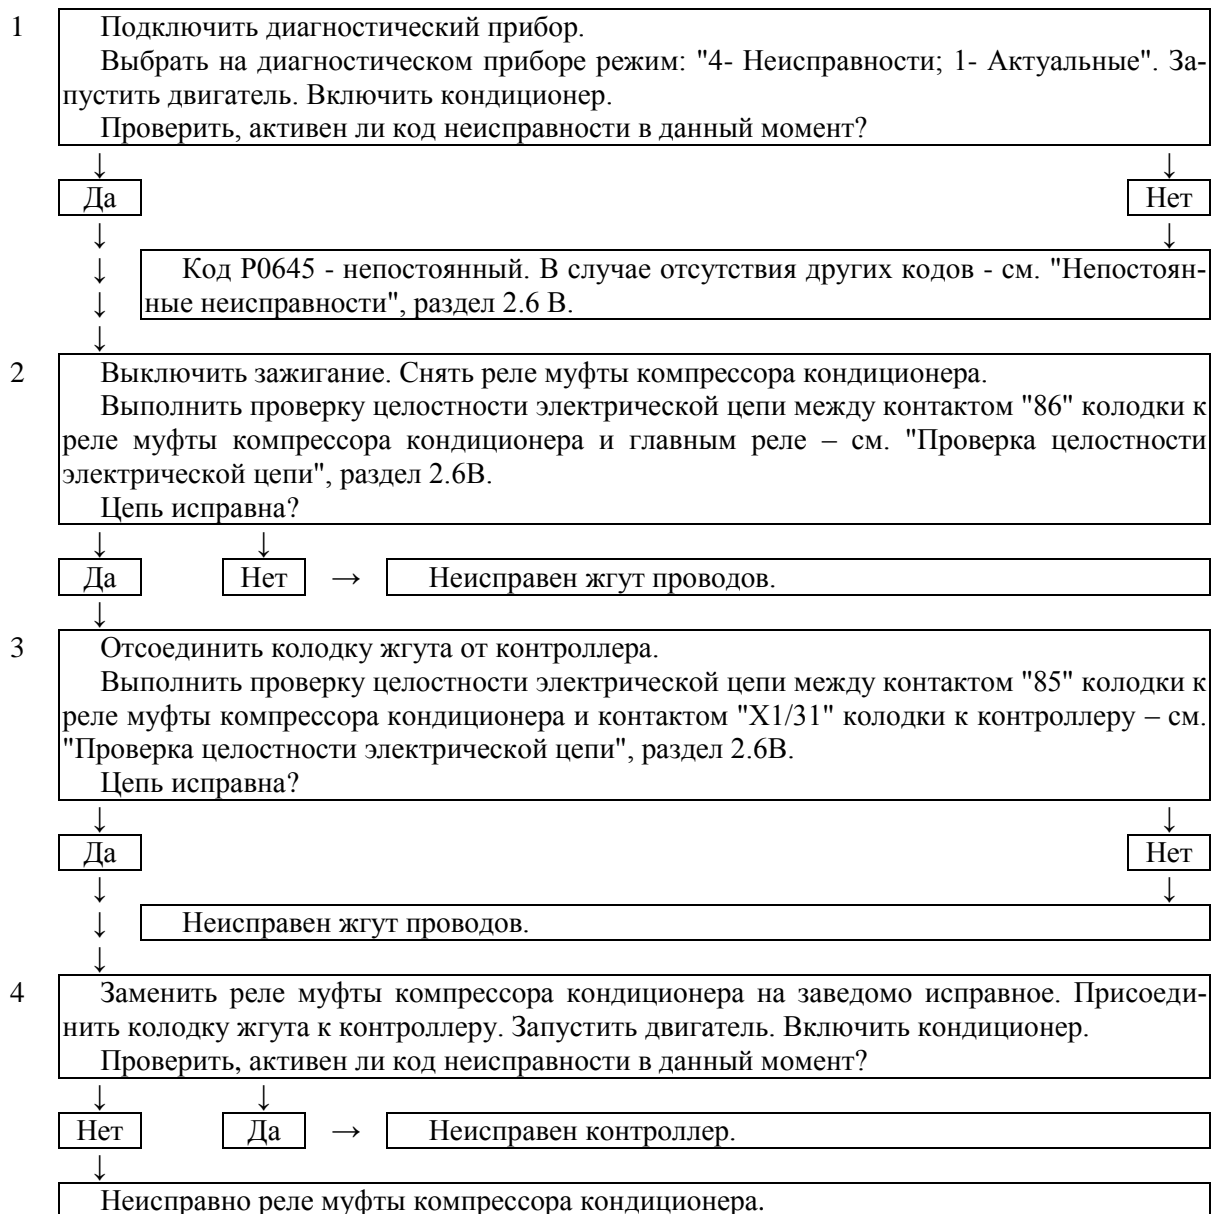 1 Подключить диагностический прибор.
Выбрать на диагностическом приборе режим: "4- Неисправности; 1- Актуальные". За-
пустить двигатель. Включить кондиционер.
Проверить, активен ли код неисправности в данный момент?
↓ ↓
Да Нет
↓ ↓
↓ Код P0645 - непостоянный. В случае отсутствия других кодов - см. "Непостоян-
↓ ные неисправности", раздел 2.6 В.
↓
2 Выключить зажигание. Снять реле муфты компрессора кондиционера.
Выполнить проверку целостности электрической цепи между контактом "86" колодки к
реле муфты компрессора кондиционера и главным реле – см. "Проверка целостности
электрической цепи", раздел 2.6В.
Цепь исправна?
↓ ↓
Да Нет → Неисправен жгут проводов.
↓
3 Отсоединить колодку жгута от контроллера.
Выполнить проверку целостности электрической цепи между контактом "85" колодки к
реле муфты компрессора кондиционера и контактом "X1/31" колодки к контроллеру – см.
"Проверка целостности электрической цепи", раздел 2.6В.
Цепь исправна?
↓ ↓
Да Нет
↓ ↓
↓ Неисправен жгут проводов.
↓
4 Заменить реле муфты компрессора кондиционера на заведомо исправное. Присоеди-
нить колодку жгута к контроллеру. Запустить двигатель. Включить кондиционер.
Проверить, активен ли код неисправности в данный момент?
↓ ↓
Нет Да → Неисправен контроллер.
↓
Неисправно реле муфты компрессора кондиционера.